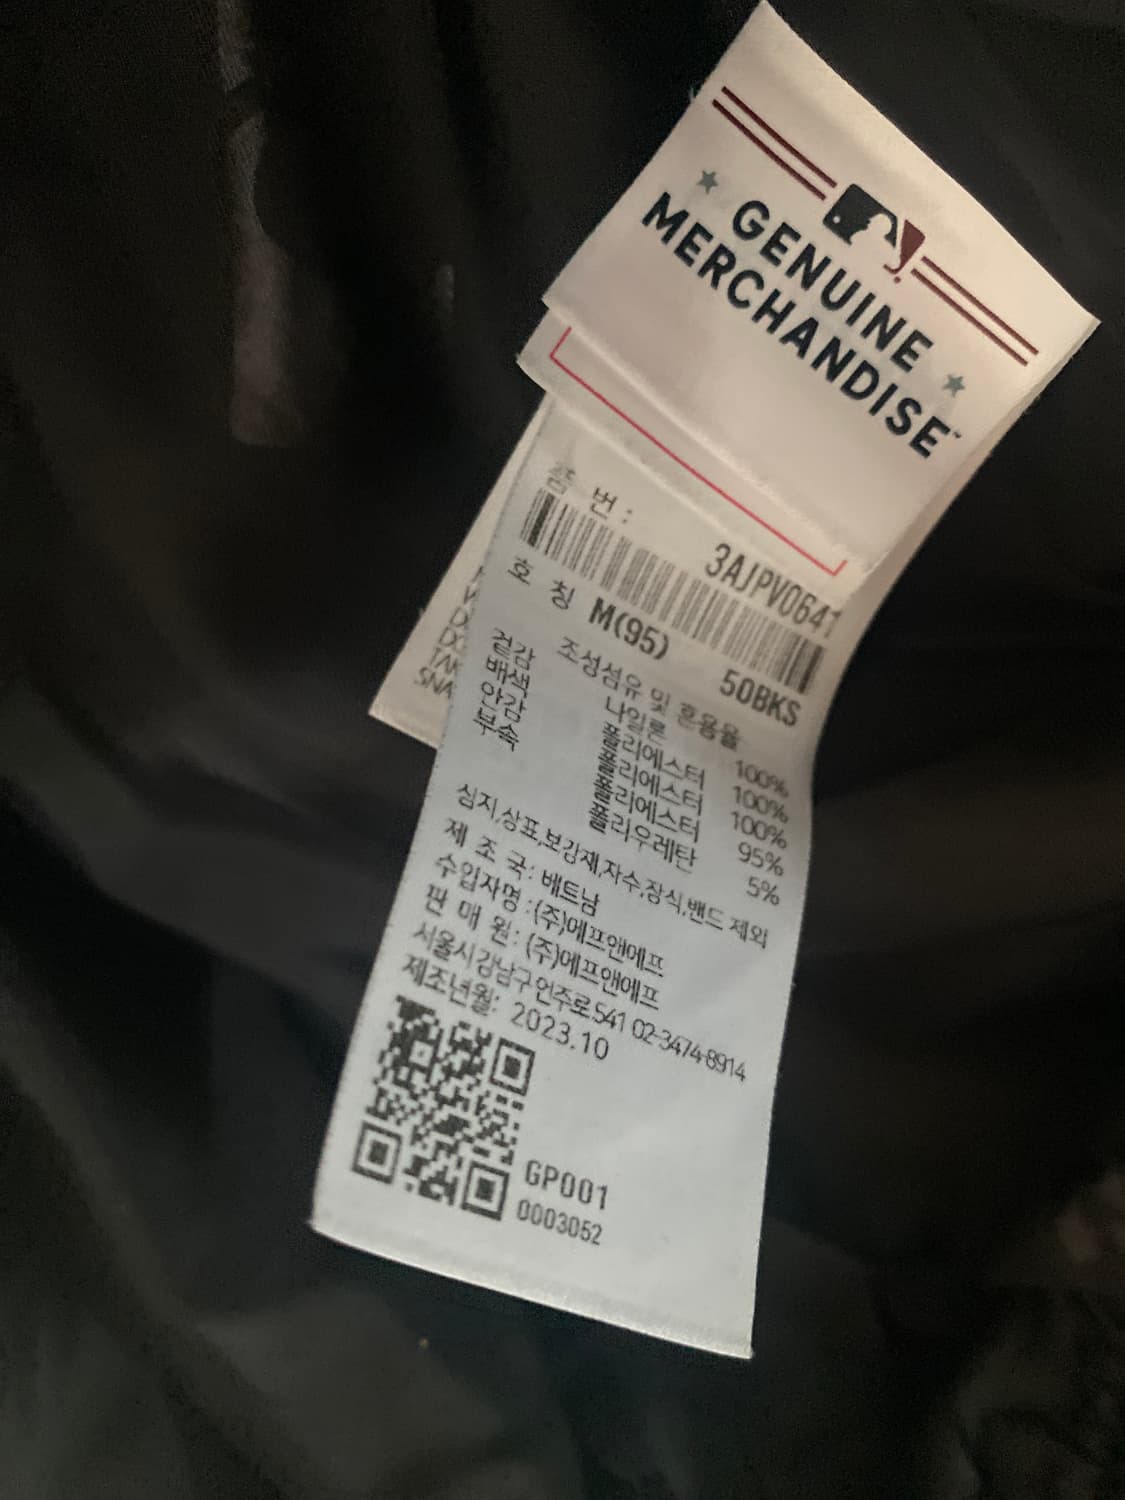 GENUINE
MERCHANDISE™
품 번 :
3AJPV0641
호 칭 M(95) 50BKS
조성섬유 및 혼용율
겉감 나일론 100%
배색 폴리에스터 100%
안감 폴리에스터 100%
부속 폴리에스터 95%
폴리우레탄 5%
심지,상표,보강재,자수,장식,밴드 제외
제 조 국: 베트남
수입자명 :(주)에프앤에프
판 매 원: (주)에프앤에프
서울시 강남구 언주로 541 02-3474-8914
제조년월: 2023.10
GP001
0003052
SNA